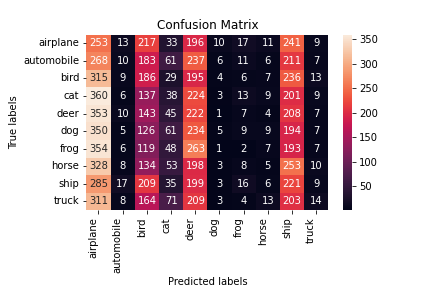 Confusion Matrix
True labels
airplane 253 13 217 33 196 10 17 11 241 9
automobile 268 10 183 61 237 6 11 6 211 7
bird 315 9 186 29 195 4 6 7 236 13
cat 360 6 137 38 224 3 13 9 201 9
deer 353 10 143 45 222 1 7 4 208 7
dog 350 5 126 61 234 5 9 9 194 7
frog 354 6 119 48 263 1 2 7 193 7
horse 328 8 134 53 198 3 8 5 253 10
ship 285 17 209 35 199 3 16 6 221 9
truck 311 8 164 71 209 3 4 13 203 14
airplane automobile bird cat deer dog frog horse ship truck
Predicted labels
350
300
250
200
150
100
50